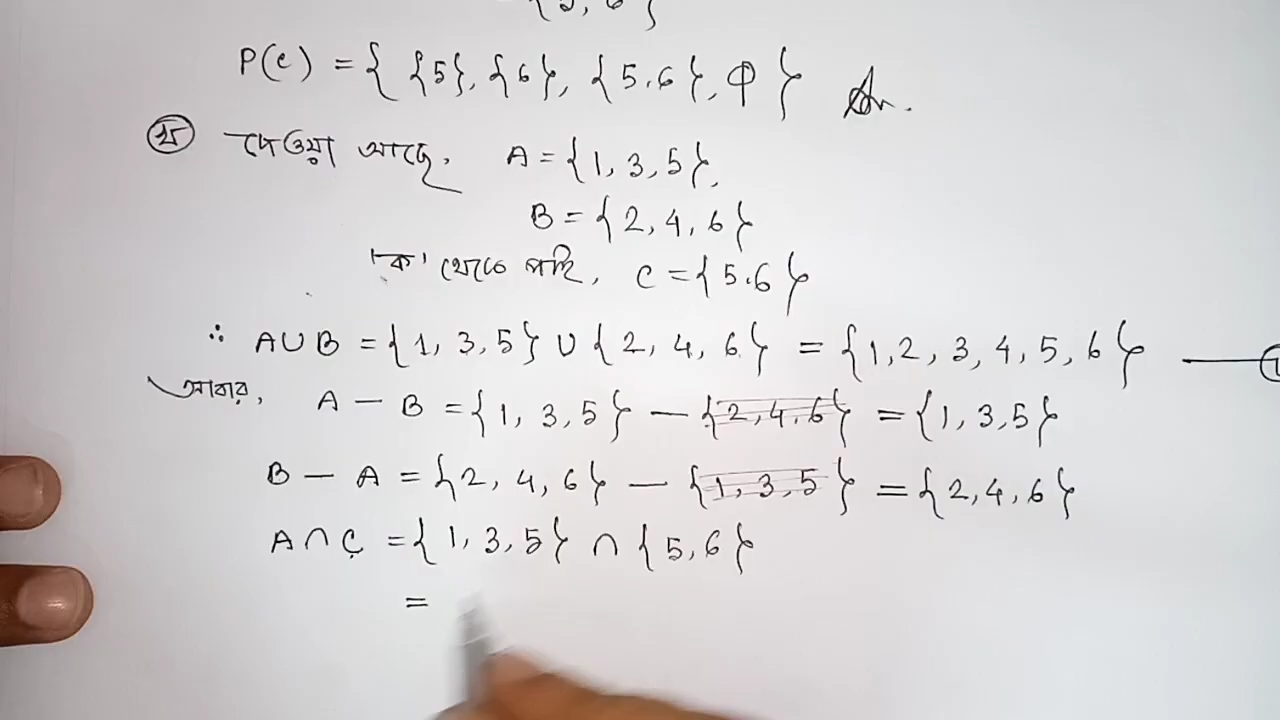 P(C) = { {5}, {6}, {5.6}, φ } An.
খ দেওয়া আছে, A = {1, 3, 5},
B = {2, 4, 6}
'ক' থেকে পাই, C = {5.6}
∴ A∪B = {1, 3, 5} ∪ {2, 4, 6} = {1,2, 3, 4, 5, 6}
আবার, A − B = {1, 3, 5} − {2, 4, 6} = {1, 3,5}
B − A = {2, 4, 6} − {1, 3, 5} = {2,4, 6}
A∩C = {1, 3, 5} ∩ {5,6}
=